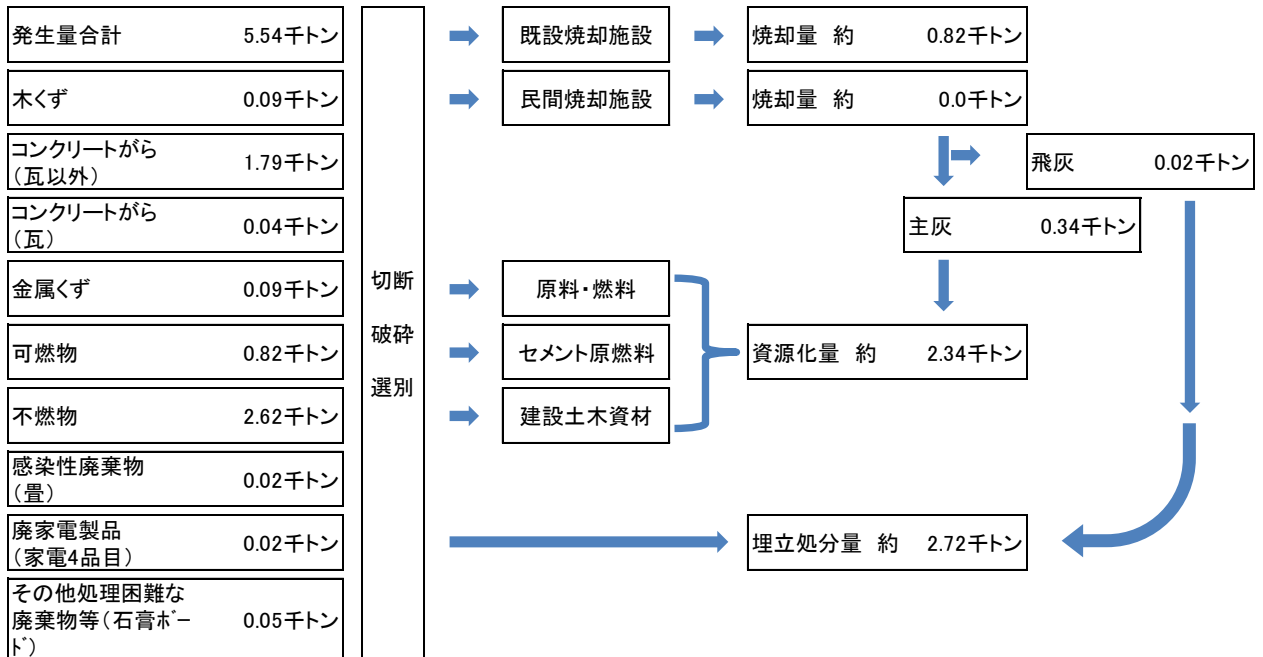 発生量合計 5.54千トン
木くず 0.09千トン
コンクリートがら
(瓦以外) 1.79千トン
コンクリートがら
(瓦) 0.04千トン
金属くず 0.09千トン
可燃物 0.82千トン
不燃物 2.62千トン
感染性廃棄物
(畳) 0.02千トン
廃家電製品
(家電4品目) 0.02千トン
その他処理困難な
廃棄物等(石膏ボー
ド) 0.05千トン
切断
破砕
選別
既設焼却施設
焼却量 約 0.82千トン
民間焼却施設
焼却量 約 0.0千トン
飛灰 0.02千トン
主灰 0.34千トン
原料・燃料
セメント原燃料
建設土木資材
資源化量 約 2.34千トン
埋立処分量 約 2.72千トン